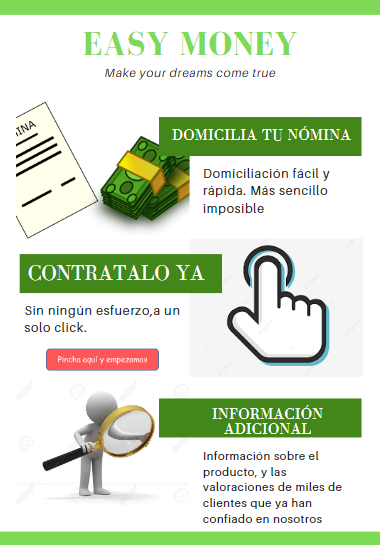 EASY MONEY
Make your dreams come true
INA
DOMICILIA TU NÓMINA
Domiciliación fácil y
rápida. Más sencillo
imposible
CONTRATALO YA
Sin ningún esfuerzo,a un
solo click.
Pincha aquí y empezamos
INFORMACIÓN
ADICIONAL
Información sobre el
producto, y las
valoraciones de miles de
clientes que ya han
confiado en nosotros